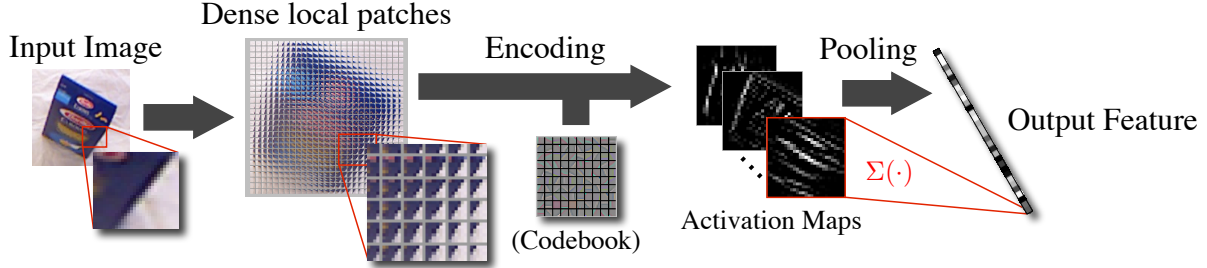 Dense local patches
Input Image
Encoding
Pooling
Output Feature
Σ(·)
(Codebook)
Activation Maps